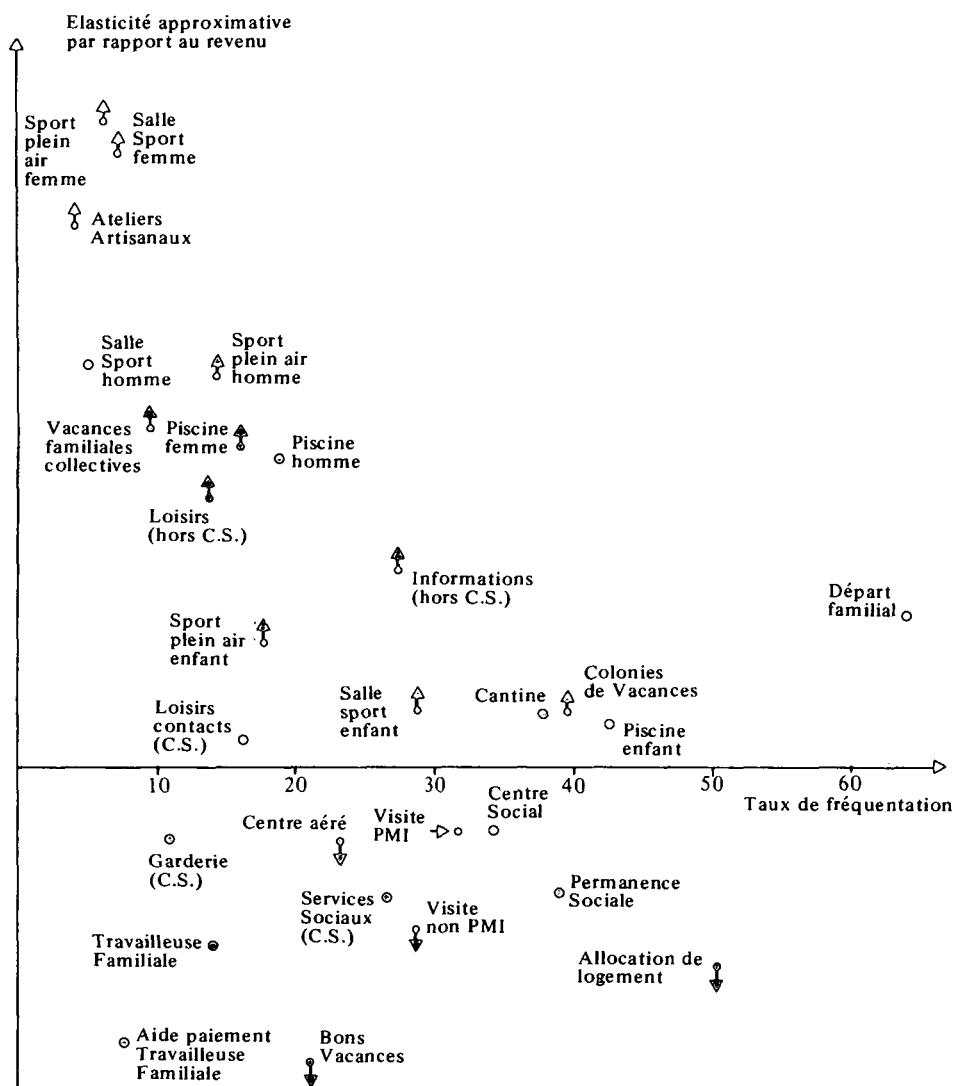 Elasticité approximative
par rapport au revenu
Sport
plein
air
femme
Salle
Sport
femme
Ateliers
Artisanaux
Salle
Sport
homme
Sport
plein air
homme
Vacances
familiales
collectives
Piscine
femme
Piscine
homme
Loisirs
(hors C.S.)
Informations
(hors C.S.)
Départ
familial
Sport
plein air
enfant
Salle
sport
enfant
Cantine
Colonies
de Vacances
Piscine
enfant
Loisirs
contacts
(C.S.)
10 20 30 40 50 60
Taux de fréquentation
Centre aéré
Visite
PMI
Centre
Social
Garderie
(C.S.)
Services
Sociaux
(C.S.)
Visite
non PMI
Permanence
Sociale
Travailleuse
Familiale
Allocation de
logement
Aide paiement
Travailleuse
Familiale
Bons
Vacances